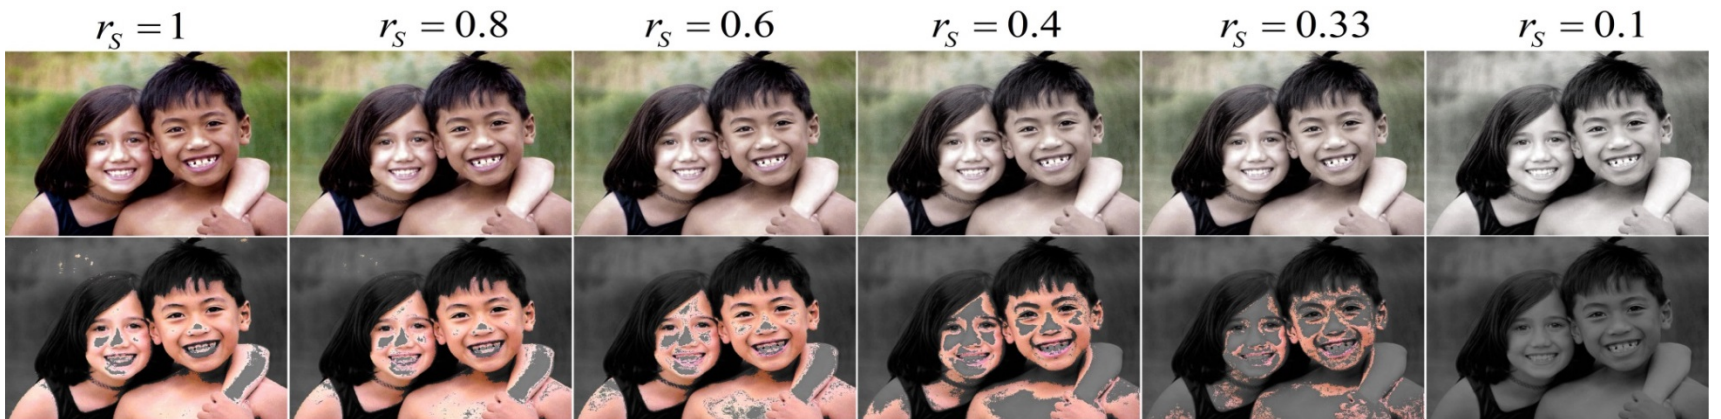 r_S = 1 r_S = 0.8 r_S = 0.6 r_S = 0.4 r_S = 0.33 r_S = 0.1